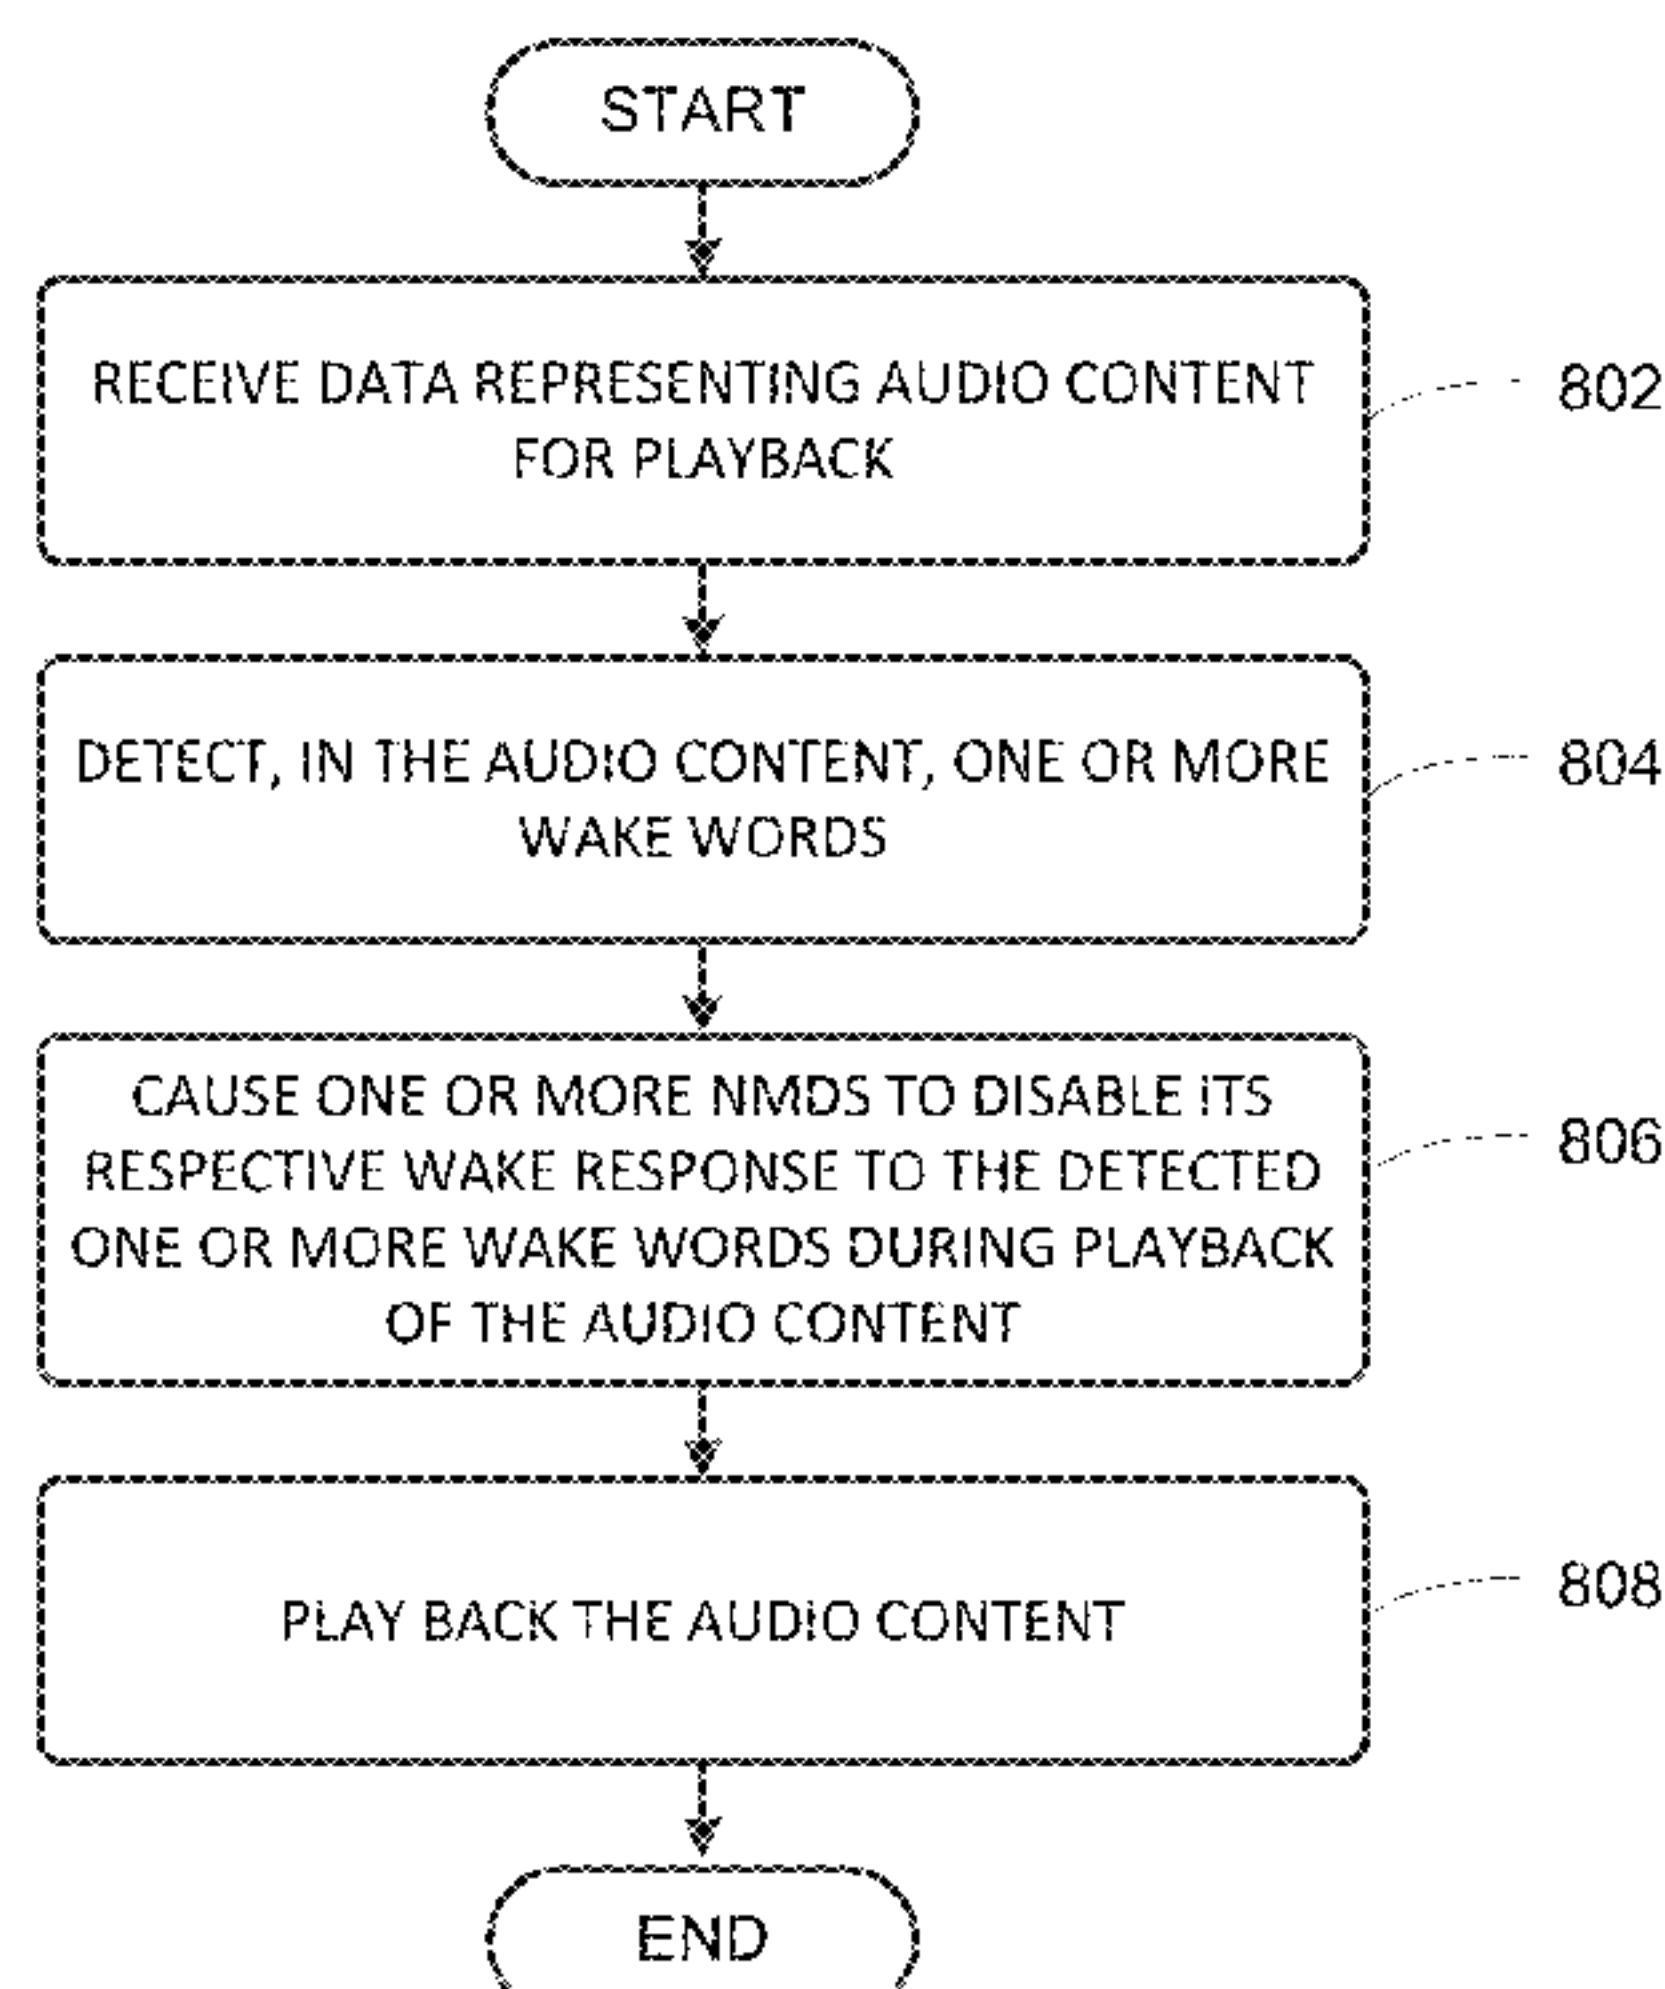 START
RECEIVE DATA REPRESENTING AUDIO CONTENT
FOR PLAYBACK
802
DETECT, IN THE AUDIO CONTENT, ONE OR MORE
WAKE WORDS
804
CAUSE ONE OR MORE NMDS TO DISABLE ITS
RESPECTIVE WAKE RESPONSE TO THE DETECTED
ONE OR MORE WAKE WORDS DURING PLAYBACK
OF THE AUDIO CONTENT
806
PLAY BACK THE AUDIO CONTENT
808
END